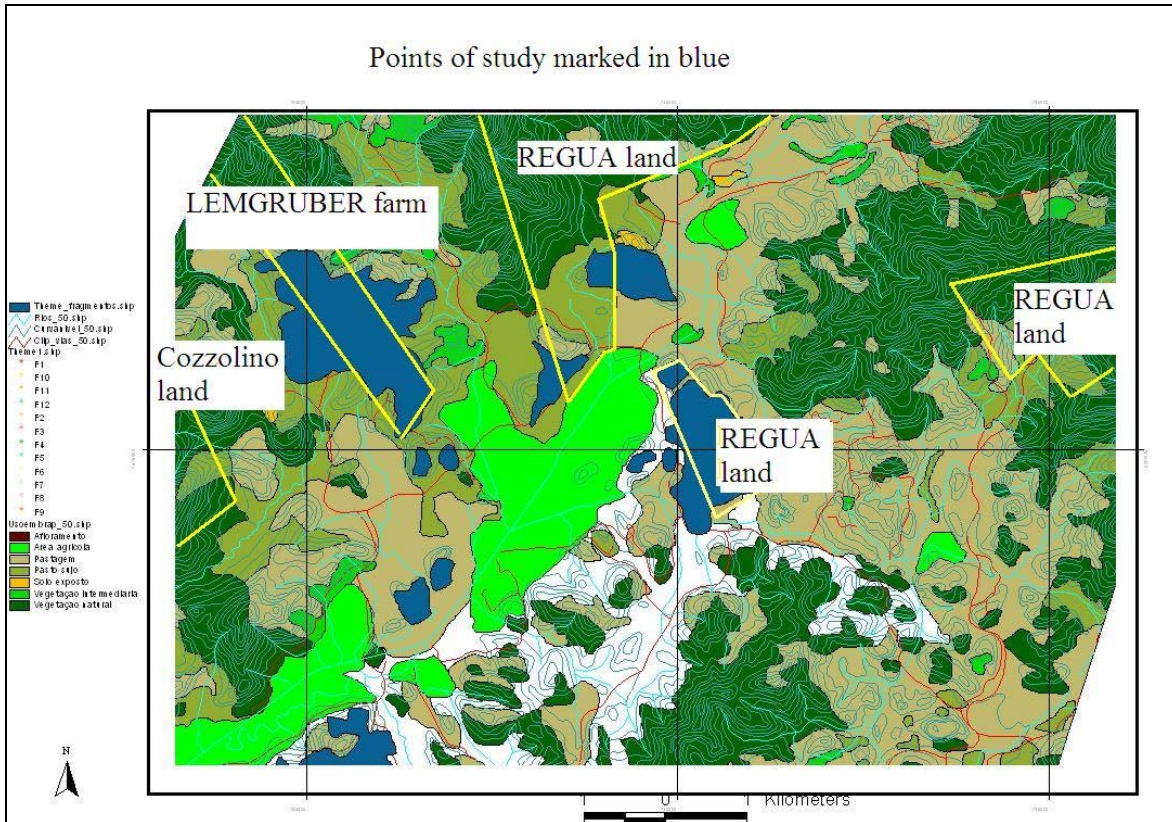 Points of study marked in blue
REGUA land
LEMGRUBER farm
REGUA
land
Cozzolino
land
REGUA
land
Theme_fragmentos.shp
Rios_50.shp
Curvanivel_50.shp
Clip_vias_50.shp
Theme1.shp
F1
F10
F11
F12
F2
F3
F4
F5
F6
F7
F8
F9
Usoembrap_50.shp
Afloramento
Area agricola
Pastagem
Pasto sujo
Solo exposto
Vegetação Intermediaria
Vegetação natural
N
1 0 1 Kilometers